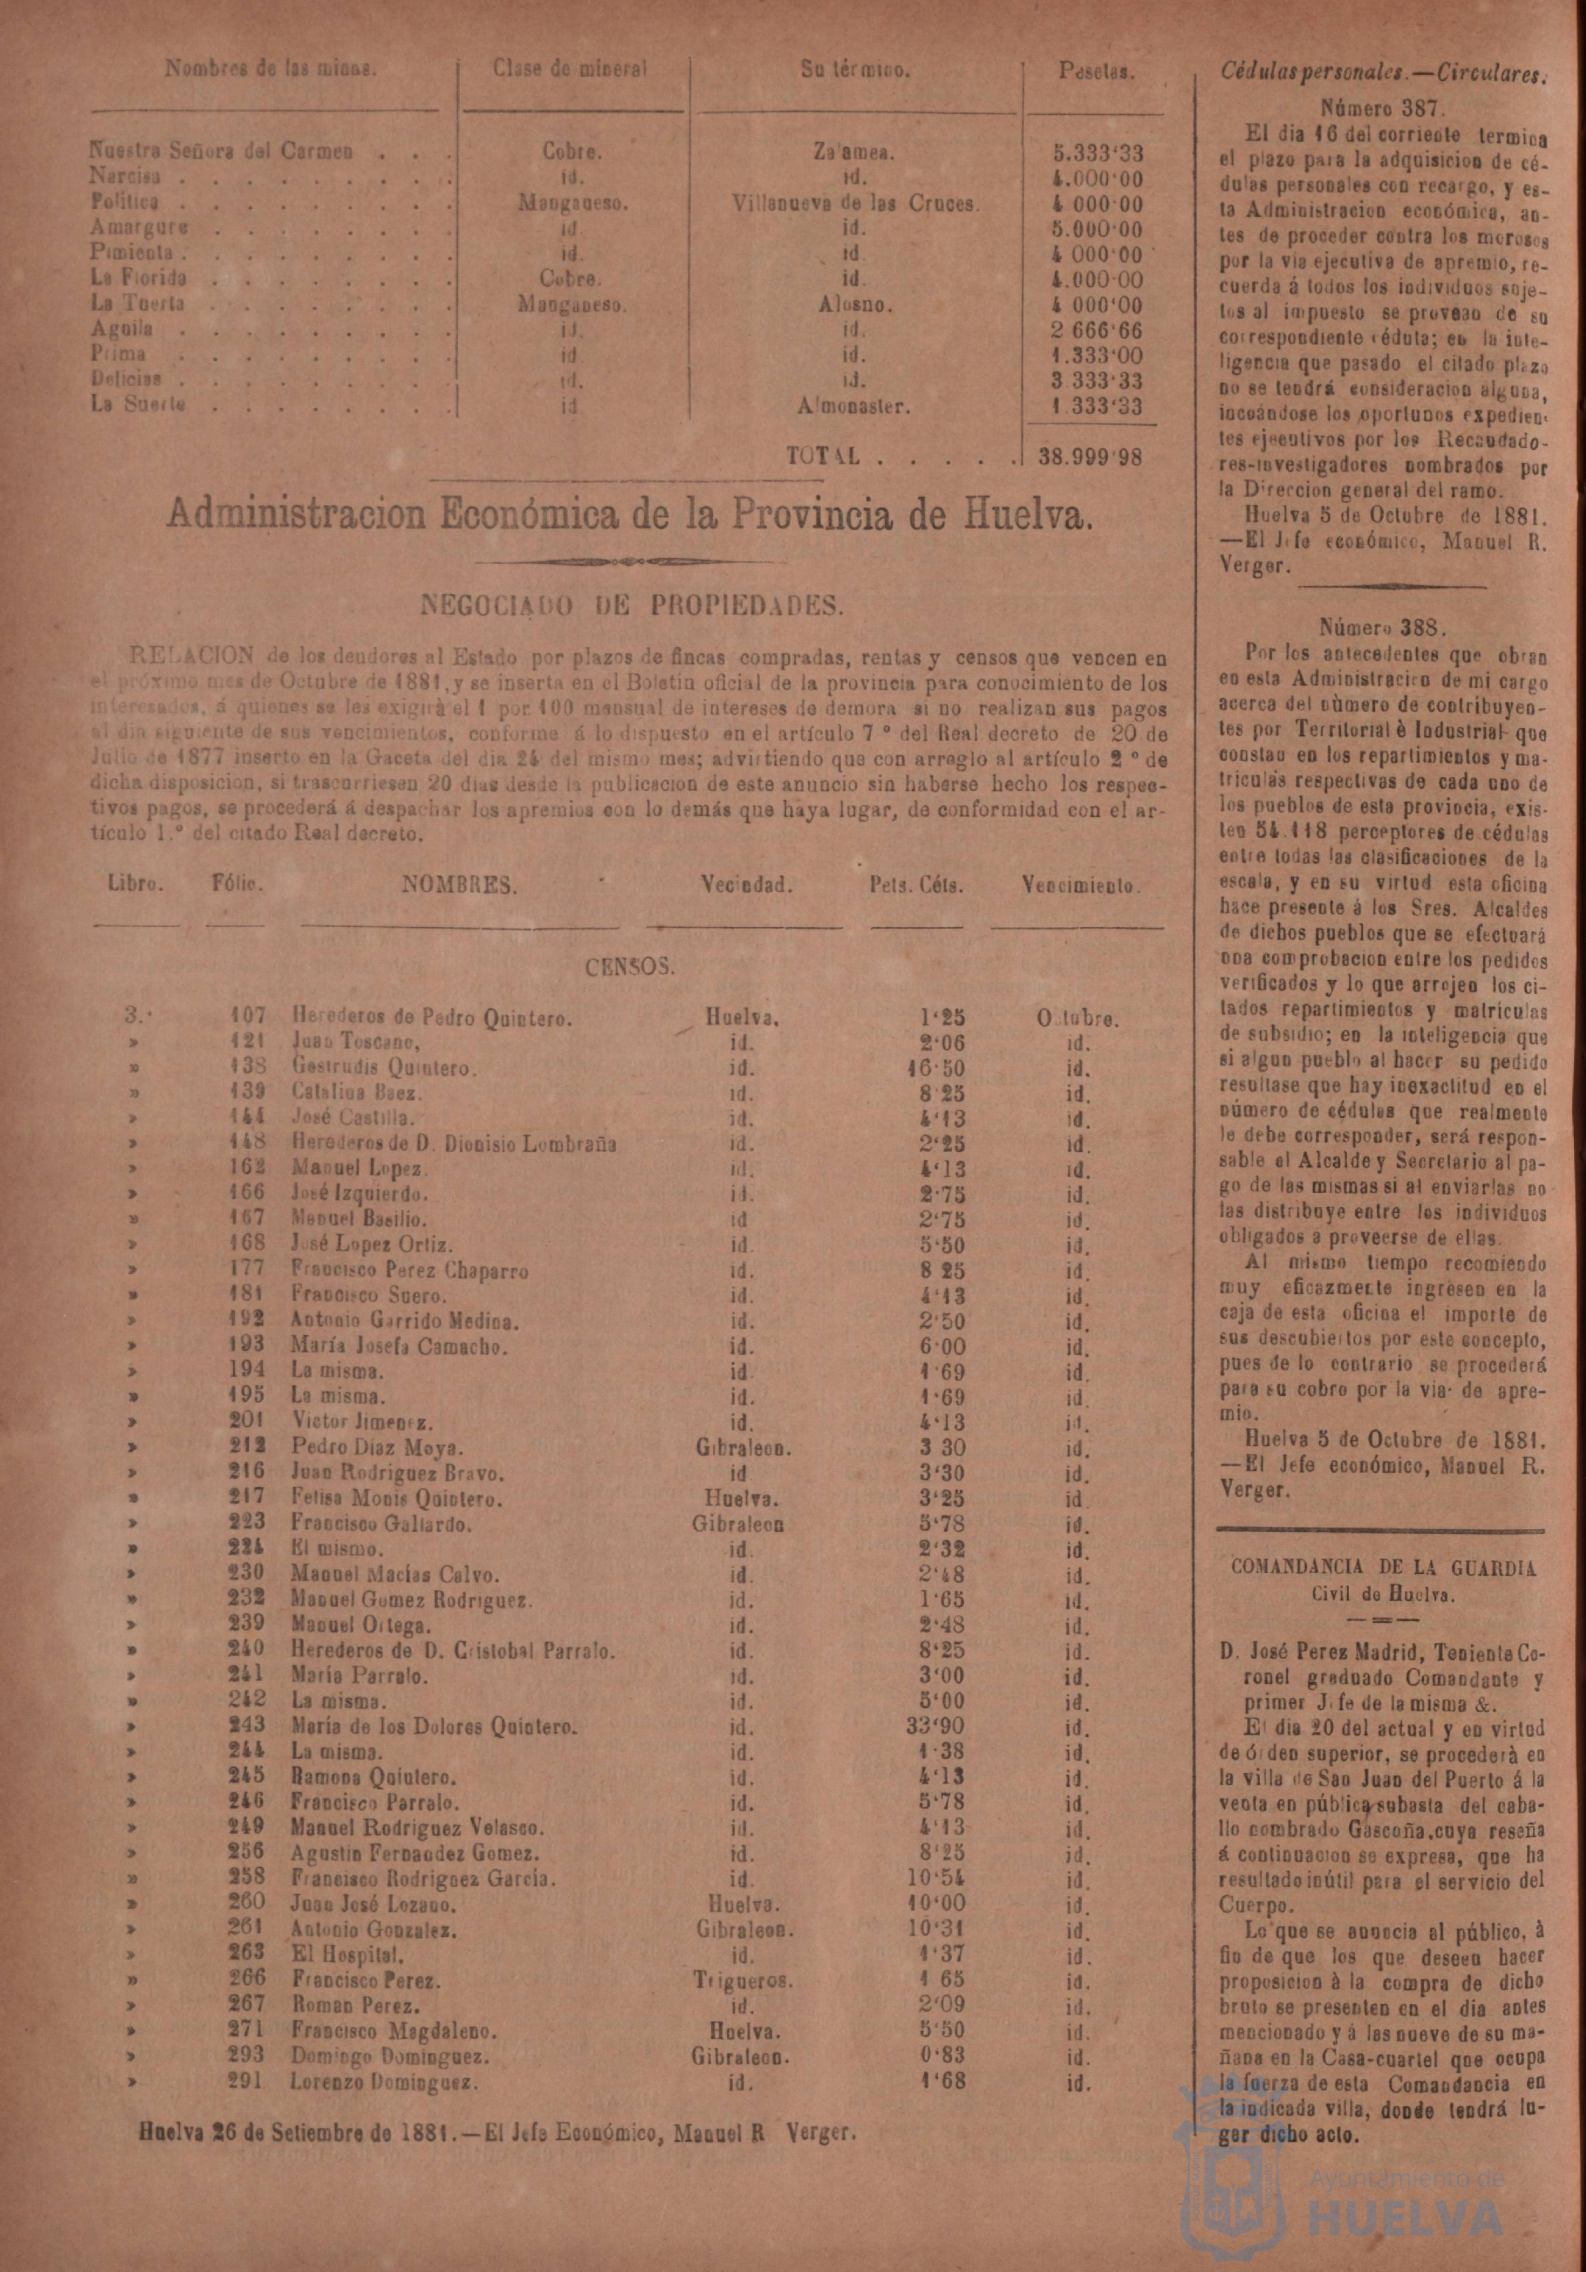 Nombres de las minas. Clase de mineral Su término. Pesetas.
Nuestra Señora del Carmen . . . Cobre. Za'amea. 5.333'33
Narcisa . . . . . . . . . id. id. 4.000'00
Política . . . . . . . . . Manganeso. Villanueva de las Cruces. 4 000'00
Amargura . . . . . . . . id. id. 5.000'00
Pimienta . . . . . . . . . id. id. 4 000'00
La Florida . . . . . . . . Cobre. id. 4.000'00
La Tuerta . . . . . . . . Manganeso. Alosno. 4 000'00
Aguila . . . . . . . . . id. id. 2 666'66
Prima . . . . . . . . . id. id. 1.333'00
Delicias . . . . . . . . . id. id. 3 333'33
La Suerte . . . . . . . . id. A'monaster. 1 333'33
TOTAL . . . . . 38.999'98
Administracion Económica de la Provincia de Huelva.
NEGOCIADO DE PROPIEDADES.
RELACION de los deudores al Estado por plazos de fincas compradas, rentas y censos que vencen en
el próximo mes de Octubre de 1881, y se inserta en el Boletin oficial de la provincia para conocimiento de los
interesados, á quienes se les exigirà el 1 por 100 mensual de intereses de demora si no realizan sus pagos
al dia siguiente de sus vencimientos, conforme á lo dispuesto en el artículo 7 º del Real decreto de 20 de
Julio de 1877 inserto en la Gaceta del dia 24 del mismo mes; advirtiendo que con arreglo al artículo 2 º de
dicha disposicion, si trascurriesen 20 dias desde la publicacion de este anuncio sin haberse hecho los respec-
tivos pagos, se procederá á despachar los apremios con lo demás que haya lugar, de conformidad con el ar-
tículo 1.º del citado Real decreto.
Libro. Fólio. NOMBRES. Vecindad. Pets. Céts. Vencimiento.
CENSOS.
3.º 107 Herederos de Pedro Quintero. Huelva. 1'25 Octubre.
» 121 Juan Toscano, id. 2'06 id.
» 138 Gestrudis Quintero. id. 16'50 id.
» 139 Catalina Baez. id. 8'25 id.
» 144 José Castilla. id. 4'13 id.
» 148 Herederos de D. Dionisio Lombraña id. 2'25 id.
» 162 Manuel Lopez. id. 4'13 id.
» 166 José Izquierdo. id. 2'75 id.
» 167 Manuel Basilio. id 2'75 id.
» 168 José Lopez Ortiz. id. 5'50 id.
» 177 Francisco Perez Chaparro id. 8 25 id.
» 181 Francisco Suero. id. 4'13 id.
» 192 Antonio Garrido Medina. id. 2'50 id.
» 193 María Josefa Camacho. id. 6'00 id.
» 194 La misma. id. 1'69 id.
» 195 La misma. id. 1'69 id.
» 201 Victor Jimenez. id. 4'13 id.
» 212 Pedro Diaz Moya. Gibraleon. 3 30 id.
» 216 Juan Rodriguez Bravo. id 3'30 id.
» 217 Felisa Monis Quintero. Huelva. 3'25 id.
» 223 Francisco Gallardo. Gibraleon 5'78 id.
» 224 El mismo. id. 2'32 id.
» 230 Manuel Macías Calvo. id. 2'48 id.
» 232 Manuel Gomez Rodriguez. id. 1'65 id.
» 239 Manuel Ortega. id. 2'48 id.
» 240 Herederos de D. Cristobal Parralo. id. 8'25 id.
» 241 María Parralo. id. 3'00 id.
» 242 La misma. id. 5'00 id.
» 243 María de los Dolores Quintero. id. 33'90 id.
» 244 La misma. id. 1'38 id.
» 245 Ramona Quintero. id. 4'13 id.
» 246 Francisco Parralo. id. 5'78 id.
» 249 Manuel Rodriguez Velasco. id. 4'13 id.
» 256 Agustin Fernandez Gomez. id. 8'25 id.
» 258 Francisco Rodriguez García. id. 10'54 id.
» 260 Juan José Lozano. Huelva. 10'00 id.
» 261 Antonio Gonzalez. Gibraleon. 10'31 id.
» 263 El Hospital. id. 1'37 id.
» 266 Francisco Perez. Trigueros. 1 65 id.
» 267 Roman Perez. id. 2'09 id.
» 271 Francisco Magdaleno. Huelva. 5'50 id.
» 293 Domingo Dominguez. Gibraleon. 0'83 id.
» 291 Lorenzo Dominguez. id. 1'68 id.
Huelva 26 de Setiembre de 1881.—El Jefe Económico, Manuel R Verger.
Cédulas personales.—Circulares.
Número 387.
El dia 16 del corriente termina
el plazo para la adquisicion de cé-
dulas personales con recargo, y es-
ta Administracion económica, an-
tes de proceder contra los morosos
por la via ejecutiva de apremio, re-
cuerda á todos los individuos suje-
tos al impuesto se provean de su
correspondiente cédula; en la inte-
ligencia que pasado el citado plazo
no se tendrá consideracion alguna,
incoándose los oportunos expedien-
tes ejecutivos por los Recaudado-
res-investigadores nombrados por
la Direccion general del ramo.
Huelva 5 de Octubre de 1881.
—El Jefe económico, Manuel R.
Verger.
Número 388.
Por los antecedentes que obran
en esta Administracion de mi cargo
acerca del nùmero de contribuyen-
tes por Territorial è Industrial que
constan en los repartimientos y ma-
trículas respectivas de cada uno de
los pueblos de esta provincia, exis-
ten 54.118 perceptores de cédulas
entre todas las clasificaciones de la
escala, y en su virtud esta oficina
hace presente á los Sres. Alcaldes
de dichos pueblos que se efectuará
una comprobacion entre los pedidos
verificados y lo que arrojen los ci-
tados repartimientos y matrículas
de subsidio; en la inteligencia que
si algun pueblo al hacer su pedido
resultase que hay inexactitud en el
número de cédulas que realmente
le debe corresponder, será respon-
sable el Alcalde y Secretario al pa-
go de las mismas si al enviarlas no
las distribuye entre los individuos
obligados a proveerse de ellas.
Al mismo tiempo recomiendo
muy eficazmente ingresen en la
caja de esta oficina el importe de
sus descubiertos por este concepto,
pues de lo contrario se procederá
para su cobro por la via de apre-
mio.
Huelva 5 de Octubre de 1881.
—El Jefe económico, Manuel R.
Verger.
COMANDANCIA DE LA GUARDIA
Civil de Huelva.
D. José Perez Madrid, Teniente Co-
ronel graduado Comandante y
primer Jefe de la misma &.
El dia 20 del actual y en virtud
de órden superior, se procederà en
la villa de San Juan del Puerto á la
venta en pública subasta del caba-
llo nombrado Gascoña, cuya reseña
á continuacion se expresa, que ha
resultado inútil para el servicio del
Cuerpo.
Lo que se anuncia al público, à
fin de que los que deseen hacer
proposicion à la compra de dicho
bruto se presenten en el dia antes
mencionado y á las nueve de su ma-
ñana en la Casa-cuartel que ocupa
la fuerza de esta Comandancia en
la indicada villa, donde tendrá lu-
gar dicho acto.
Ayuntamiento de
HUELVA